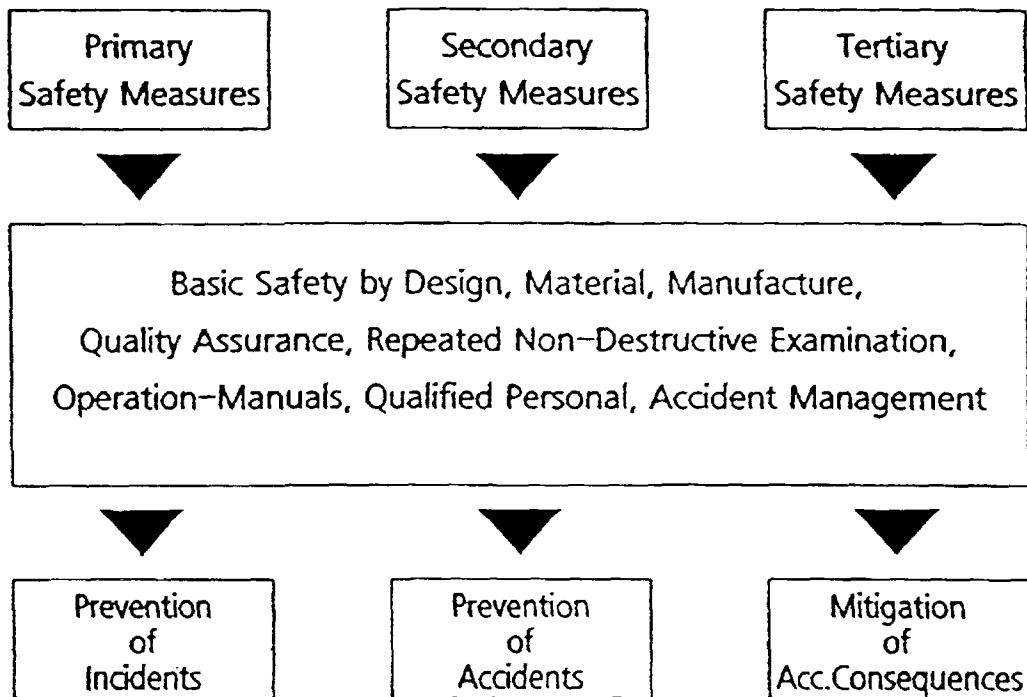 Primary
Safety Measures
Secondary
Safety Measures
Tertiary
Safety Measures
Basic Safety by Design, Material, Manufacture,
Quality Assurance, Repeated Non-Destructive Examination,
Operation-Manuals, Qualified Personal, Accident Management
Prevention
of
Incidents
Prevention
of
Accidents
Mitigation
of
Acc.Consequences